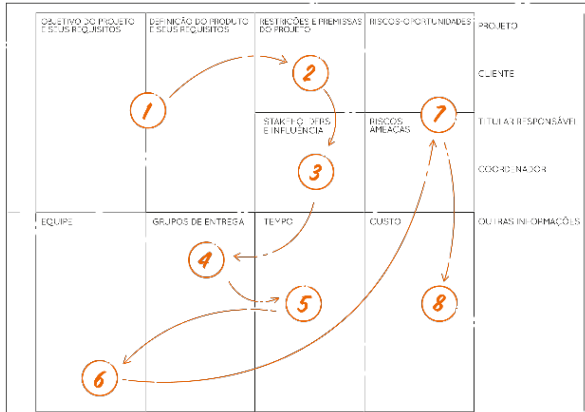 OBJETIVO DO PROJETO
E SEUS REQUISITOS
DEFINIÇÃO DO PRODUTO
E SEUS REQUISITOS
RESTRIÇÕES E PREMISSAS
DO PROJETO
RISCOS-OPORTUNIDADES
PROJETO
CLIENTE
1
2
7
STAKEHOLDERS
E INFLUÊNCIA
RISCOS
AMEAÇAS
TITULAR RESPONSÁVEL
3
COORDENADOR
EQUIPE
GRUPOS DE ENTREGA
TEMPO
CUSTO
OUTRAS INFORMAÇÕES
4
5
8
6